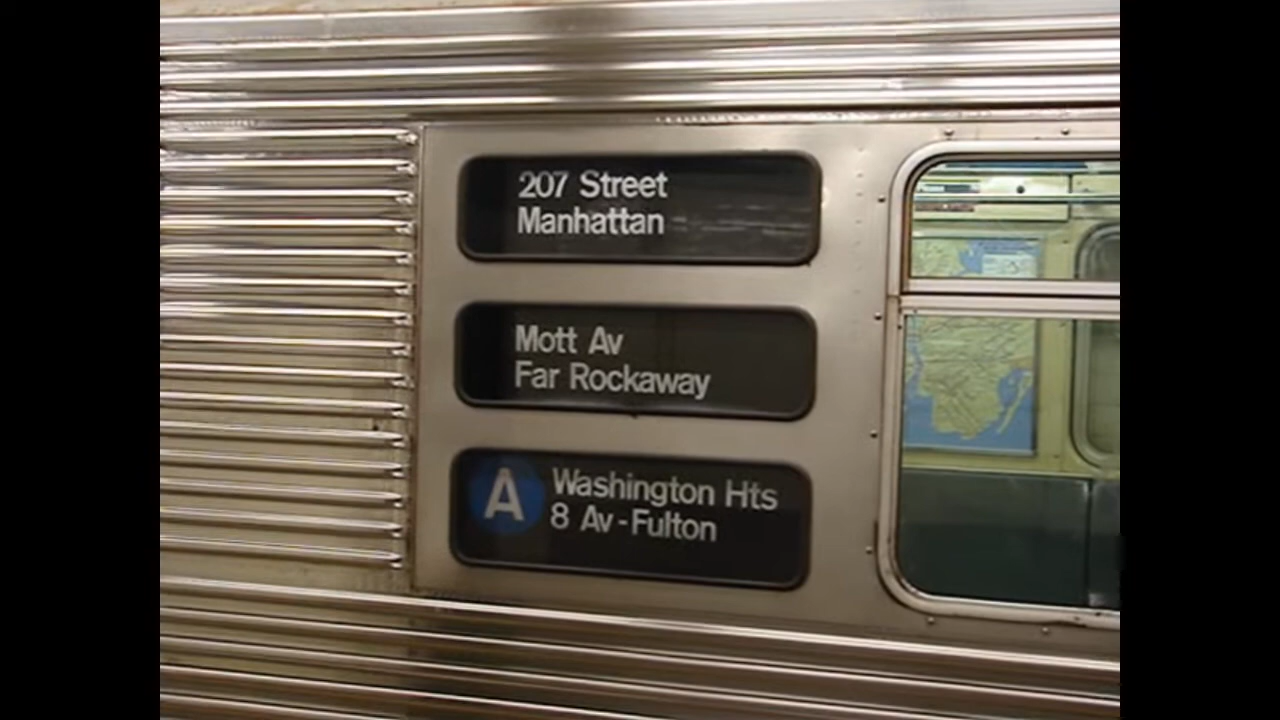 207 Street
Manhattan
Mott Av
Far Rockaway
A Washington Hts
8 Av-Fulton